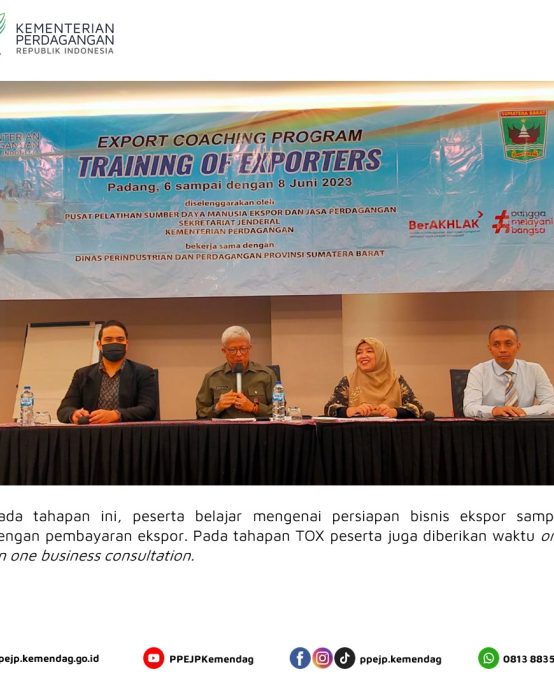 KEMENTERIAN
PERDAGANGAN
REPUBLIK INDONESIA
EXPORT COACHING PROGRAM
TRAINING OF EXPORTERS
Padang, 6 sampai dengan 8 Juni 2023
diselenggarakan oleh
PUSAT PELATIHAN SUMBER DAYA MANUSIA EKSPOR DAN JASA PERDAGANGAN
SEKRETARIAT JENDERAL
KEMENTERIAN PERDAGANGAN
bekerja sama dengan
DINAS PERINDUSTRIAN DAN PERDAGANGAN PROVINSI SUMATERA BARAT
SUMATERA BARAT
BerAKHLAK
#bangga
melayani
bangsa
ada tahapan ini, peserta belajar mengenai persiapan bisnis ekspor samp
engan pembayaran ekspor. Pada tahapan TOX peserta juga diberikan waktu o
n one business consultation.
pejp.kemendag.go.id
PPEJPKemendag
ppejp.kemendag
0813 8835